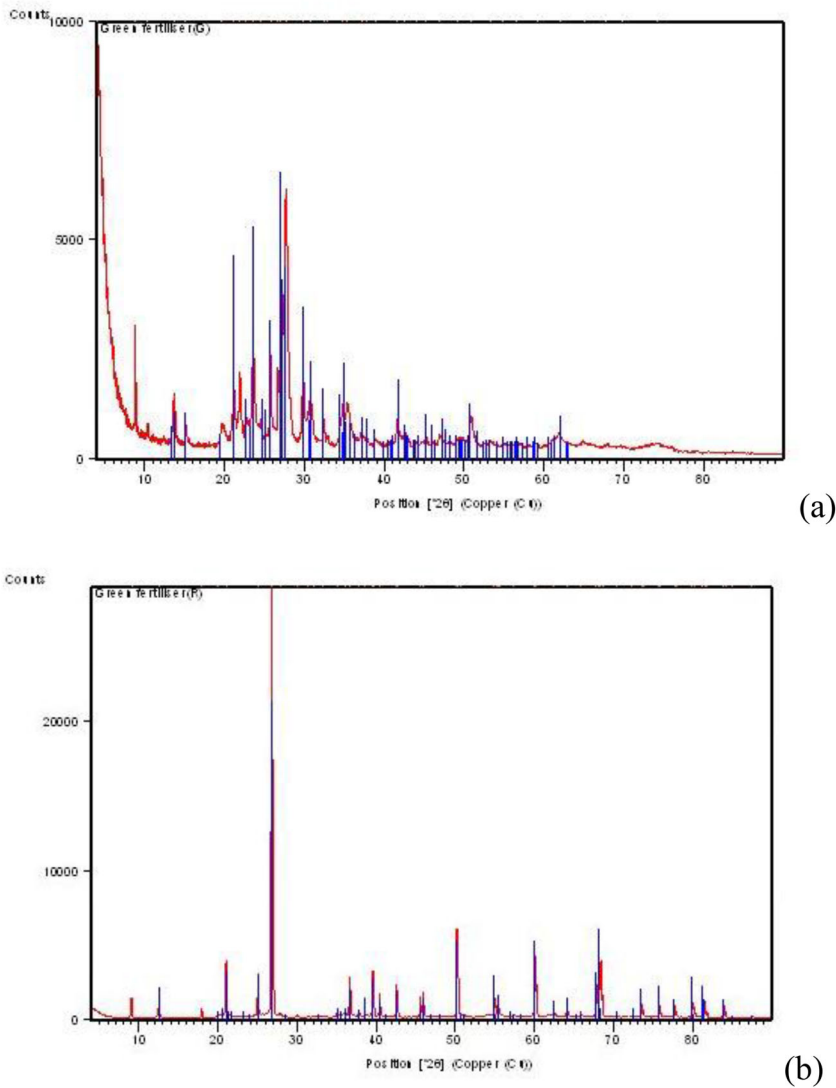 Counts
10000
Green fertiliser(G)
5000
0
10 20 30 40 50 60 70 80
Position [°2θ] (Copper (Cu))
(a)
Counts
Green fertiliser(R)
20000
10000
0
10 20 30 40 50 60 70 80
Position [°2θ] (Copper (Cu))
(b)